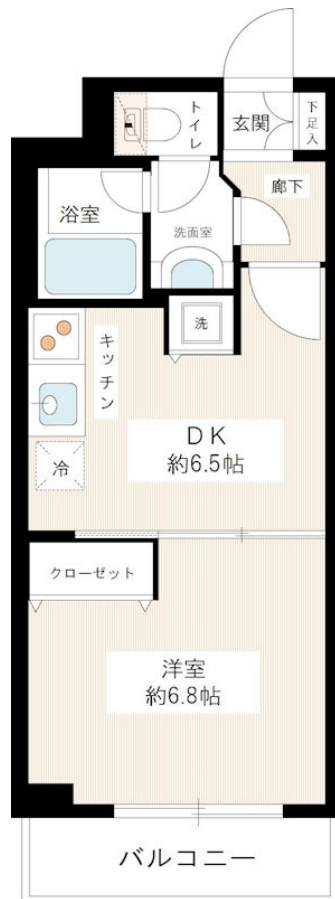 トイレ
玄関
下足入
廊下
浴室
洗面室
洗
キッチン
冷
DK
約6.5帖
クローゼット
洋室
約6.8帖
バルコニー